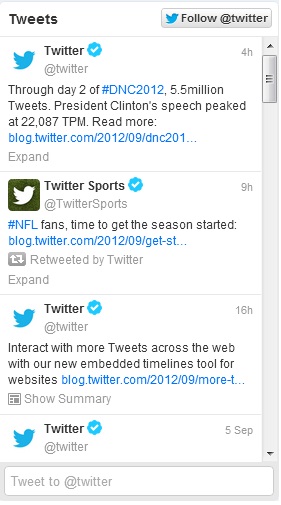 Tweets
Follow @twitter
Twitter 4h
@twitter
Through day 2 of #DNC2012, 5.5million
Tweets. President Clinton's speech peaked
at 22,087 TPM. Read more:
blog.twitter.com/2012/09/dnc201…
Expand
Twitter Sports 9h
@TwitterSports
#NFL fans, time to get the season started:
blog.twitter.com/2012/09/get-st…
Retweeted by Twitter
Expand
Twitter 16h
@twitter
Interact with more Tweets across the web
with our new embedded timelines tool for
websites blog.twitter.com/2012/09/more-t…
Show Summary
Twitter 5 Sep
@twitter
Tweet to @twitter